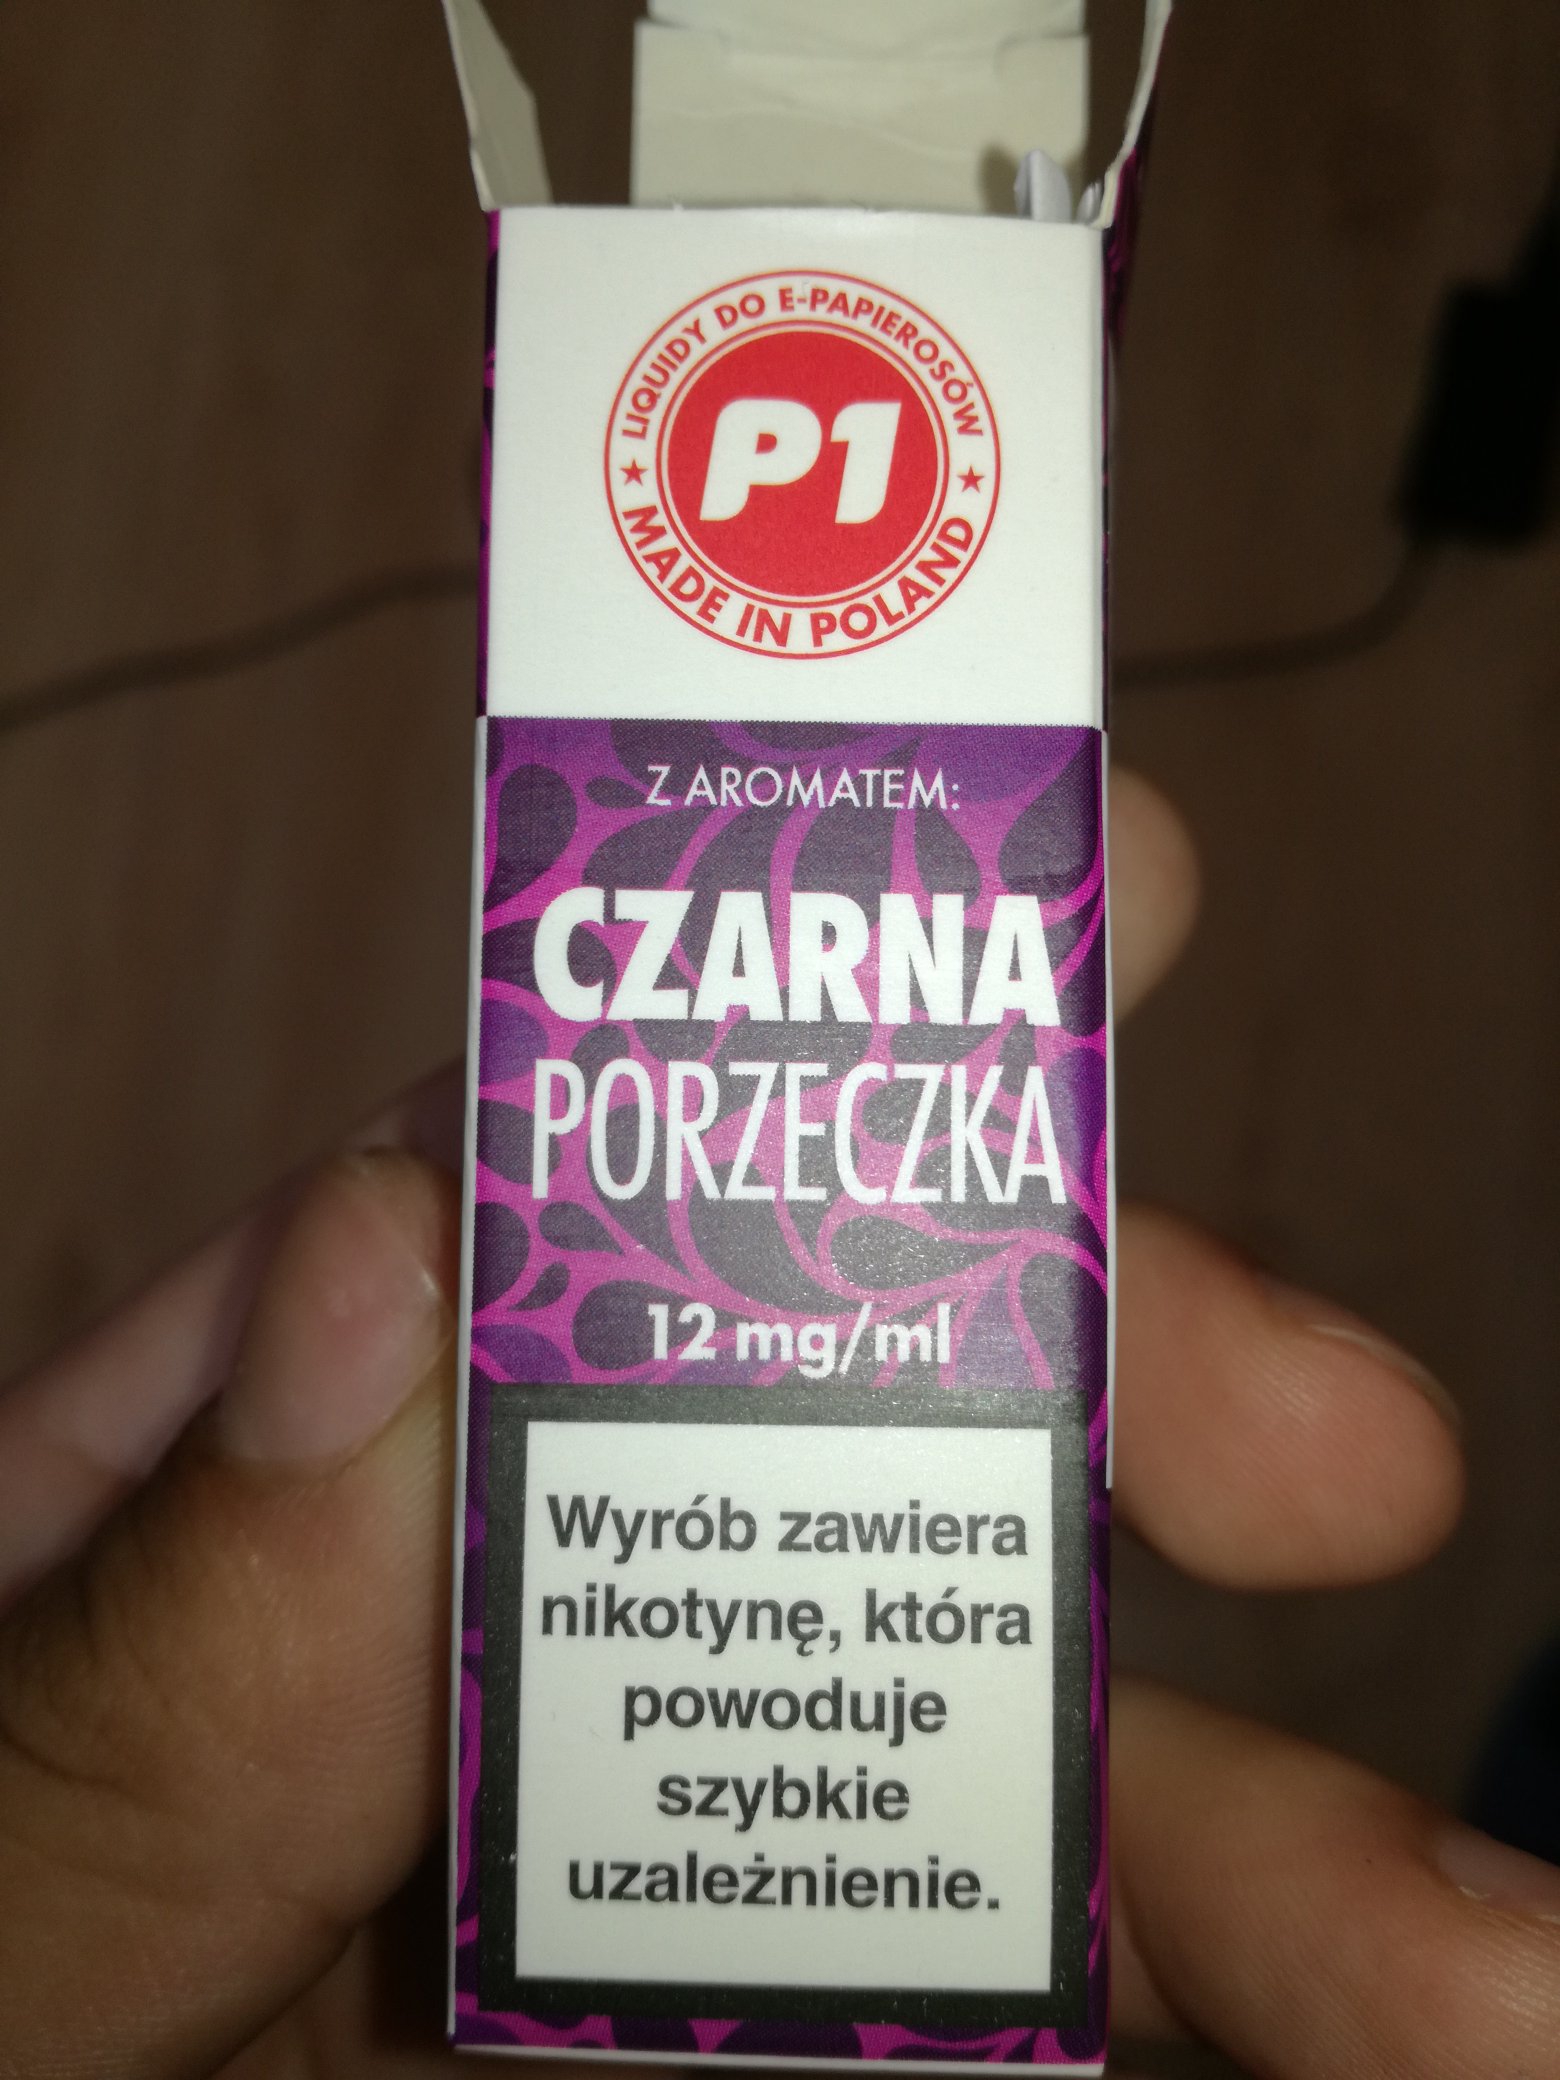 LIQUIDY DO E-PAPIEROSÓW
P1
MADE IN POLAND
Z AROMATEM:
CZARNA
PORZECZKA
12 mg/ml
Wyrób zawiera
nikotynę, która
powoduje
szybkie
uzależnienie.